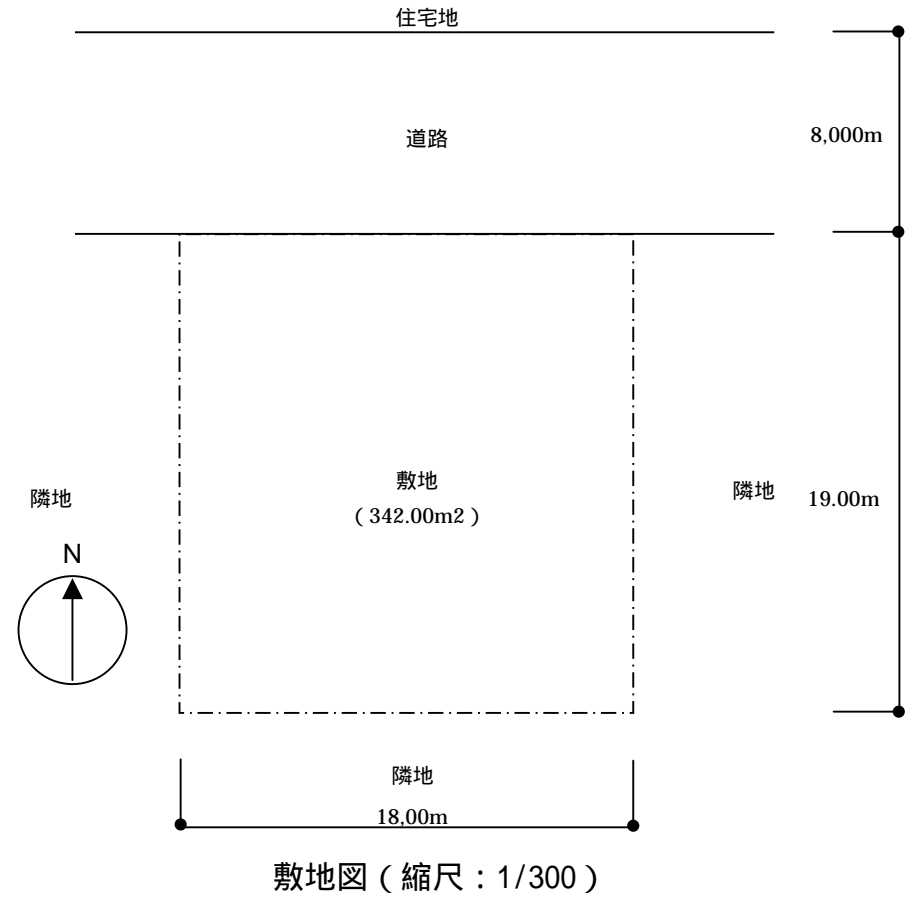 住宅地
道路
8,000m
敷地
（342.00m2）
隣地
隣地
19.00m
N
隣地
18,00m
敷地図（縮尺：1/300）